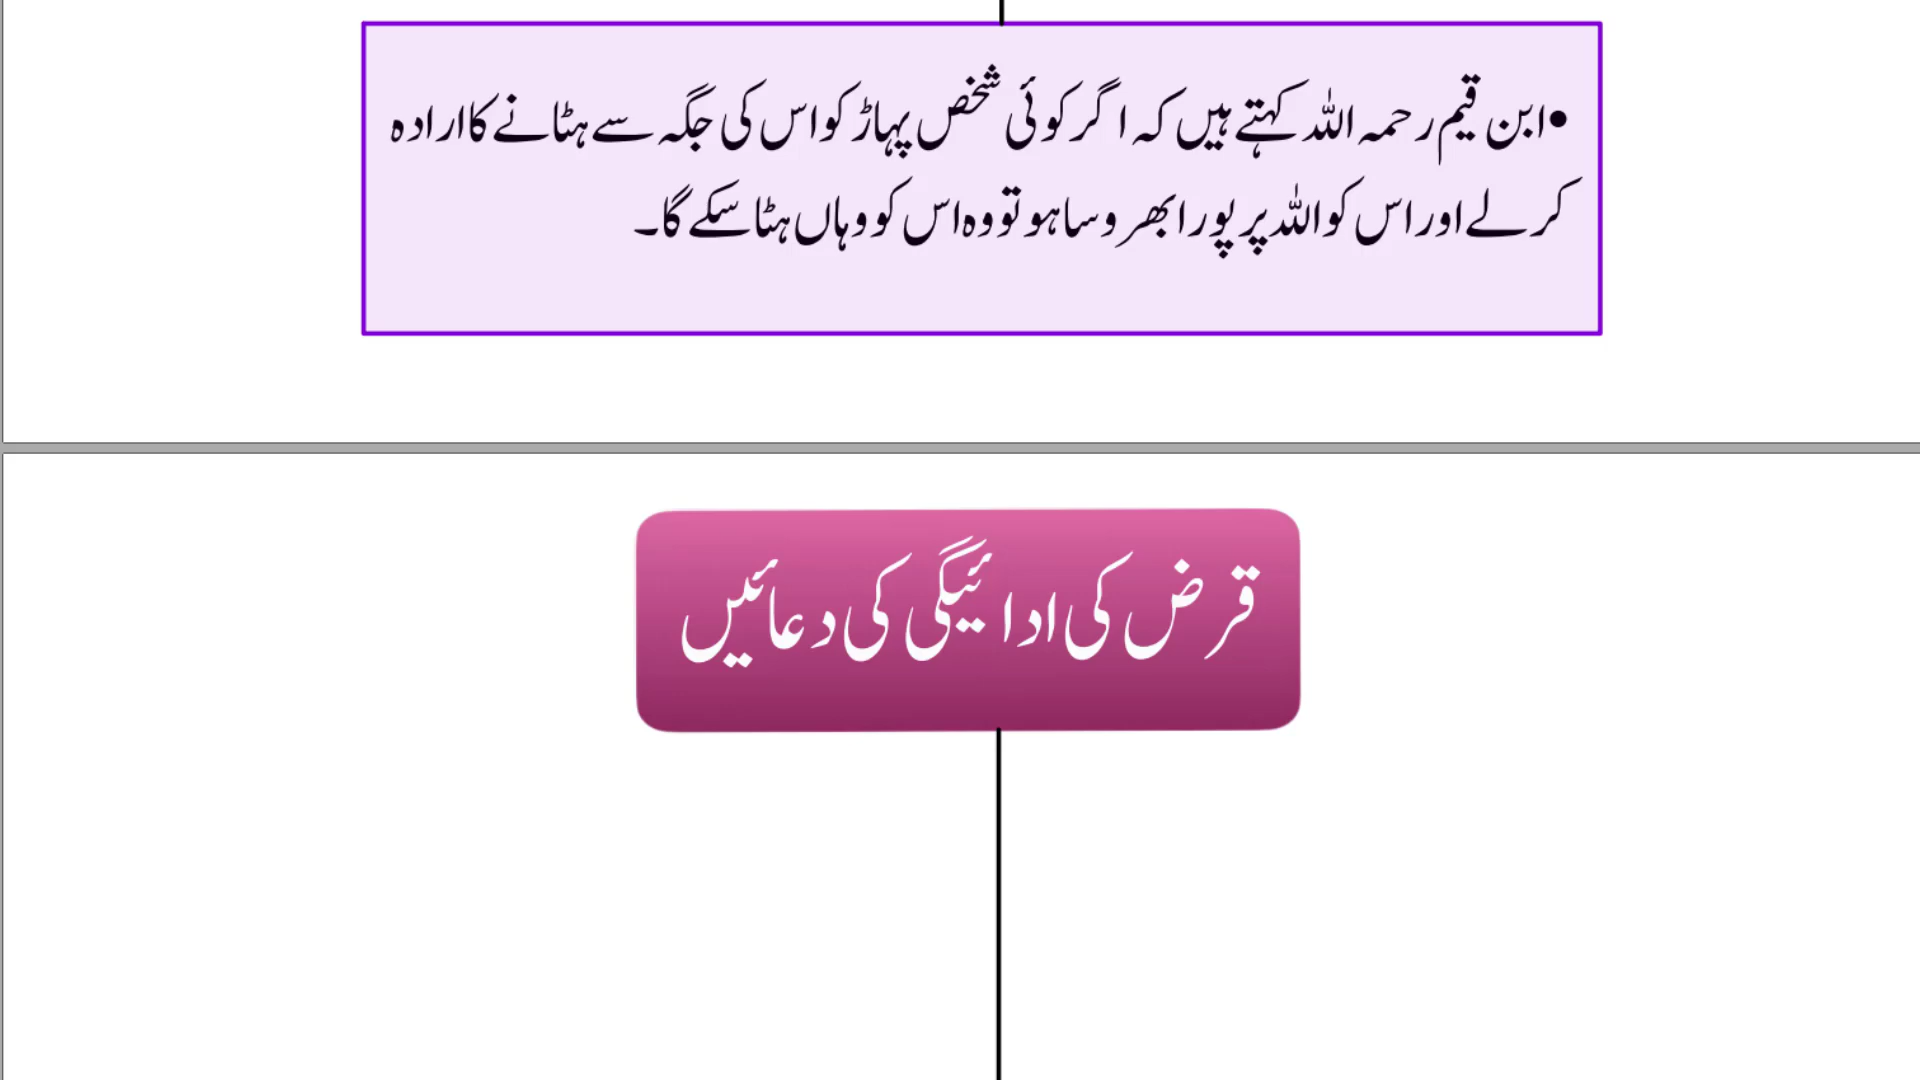 •ابن قیم رحمہ اللہ کہتے ہیں کہ اگر کوئی شخص پہاڑ کو اس کی جگہ سے ہٹانے کا ارادہ
کرلے اور اس کو اللہ پر پورا بھروسا ہو تو وہ اس کو وہاں ہٹا سکے گا۔
قرض کی ادائیگی کی دعائیں